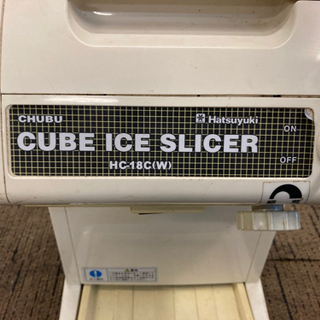 CHUBU
Hatsuyuki
CUBE ICE SLICER
ON
HC-18C(W)
OFF